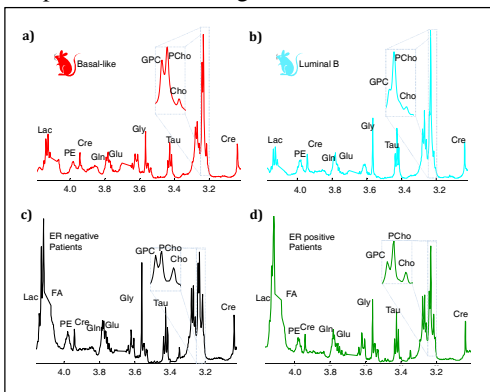 a)
Basal-like
GPC
PCho
Cho
Lac
PE
Cre
Gln
Glu
Gly
Tau
Cre
4.0 3.8 3.6 3.4 3.2
b)
Luminal B
PCho
GPC
Cho
Lac
PE
Cre
Gln
Glu
Gly
Tau
Cre
4.0 3.8 3.6 3.4 3.2
c)
ER negative
Patients
PCho
GPC
Cho
Lac
FA
PE
Cre
Gln
Glu
Gly
Tau
Cre
4.0 3.8 3.6 3.4 3.2
d)
ER positive
Patients
PCho
GPC
Cho
Lac
FA
PE
Cre
Gln
Glu
Gly
Tau
Cre
4.0 3.8 3.6 3.4 3.2